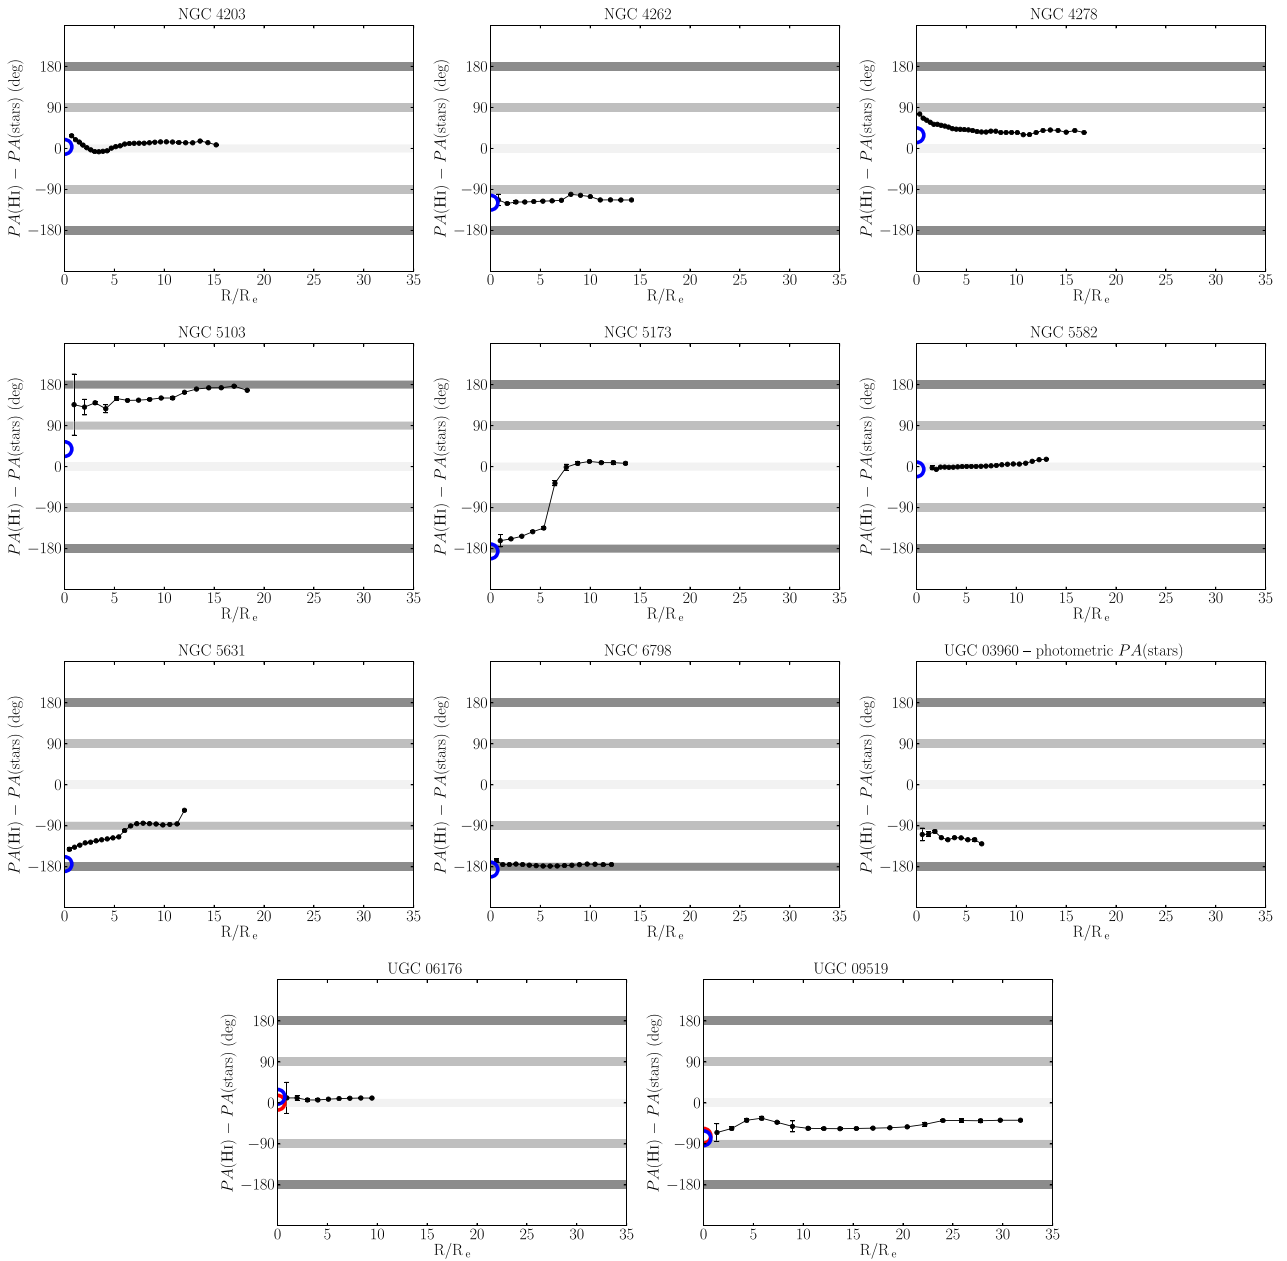 NGC 4203 NGC 4262 NGC 4278
PA(HI) − PA(stars) (deg) PA(HI) − PA(stars) (deg) PA(HI) − PA(stars) (deg)
180 180 180
90 90 90
0 0 0
−90 −90 −90
−180 −180 −180
0 5 10 15 20 25 30 35 0 5 10 15 20 25 30 35 0 5 10 15 20 25 30 35
R/R e R/R e R/R e
NGC 5103 NGC 5173 NGC 5582
PA(HI) − PA(stars) (deg) PA(HI) − PA(stars) (deg) PA(HI) − PA(stars) (deg)
180 180 180
90 90 90
0 0 0
−90 −90 −90
−180 −180 −180
0 5 10 15 20 25 30 35 0 5 10 15 20 25 30 35 0 5 10 15 20 25 30 35
R/R e R/R e R/R e
NGC 5631 NGC 6798 UGC 03960 – photometric PA(stars)
PA(HI) − PA(stars) (deg) PA(HI) − PA(stars) (deg) PA(HI) − PA(stars) (deg)
180 180 180
90 90 90
0 0 0
−90 −90 −90
−180 −180 −180
0 5 10 15 20 25 30 35 0 5 10 15 20 25 30 35 0 5 10 15 20 25 30 35
R/R e R/R e R/R e
UGC 06176 UGC 09519
PA(HI) − PA(stars) (deg) PA(HI) − PA(stars) (deg)
180 180
90 90
0 0
−90 −90
−180 −180
0 5 10 15 20 25 30 35 0 5 10 15 20 25 30 35
R/R e R/R e